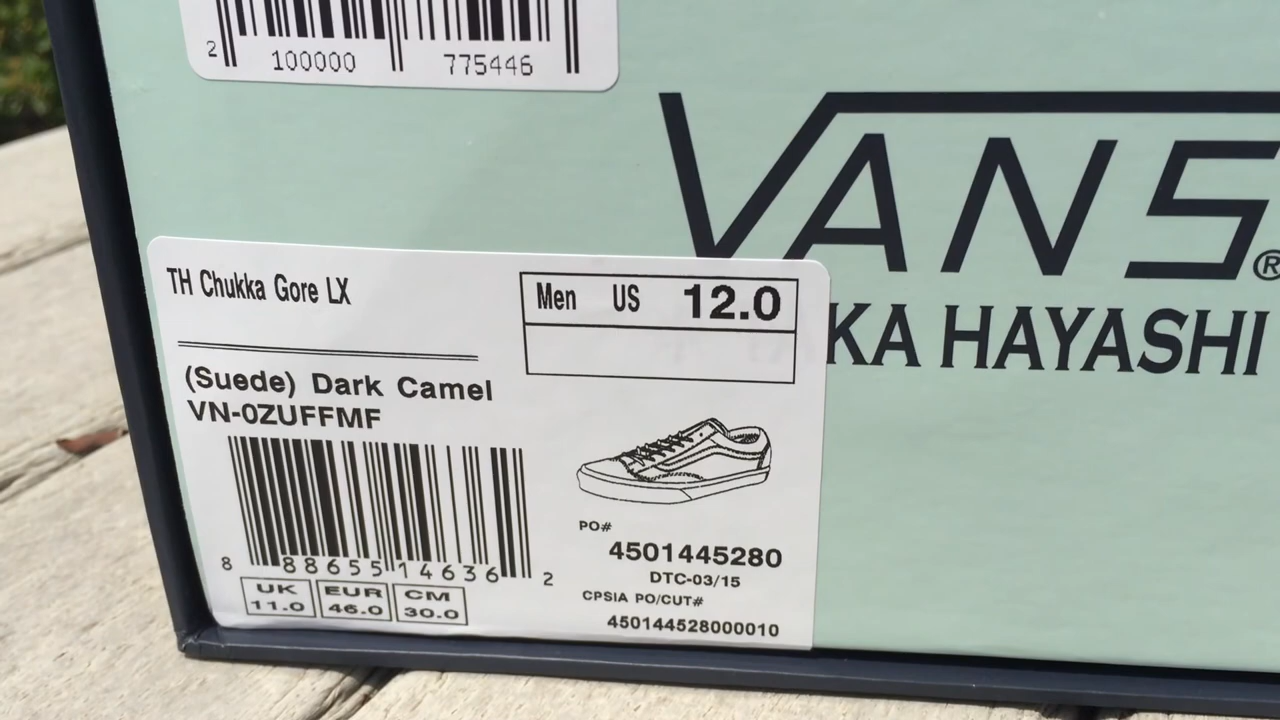 2 100000 775446
VANS®
KA HAYASHI
TH Chukka Gore LX
Men US 12.0
(Suede) Dark Camel
VN-0ZUFFMF
8 88655 14636 2
UK 11.0
EUR 46.0
CM 30.0
PO#
4501445280
DTC-03/15
CPSIA PO/CUT#
450144528000010